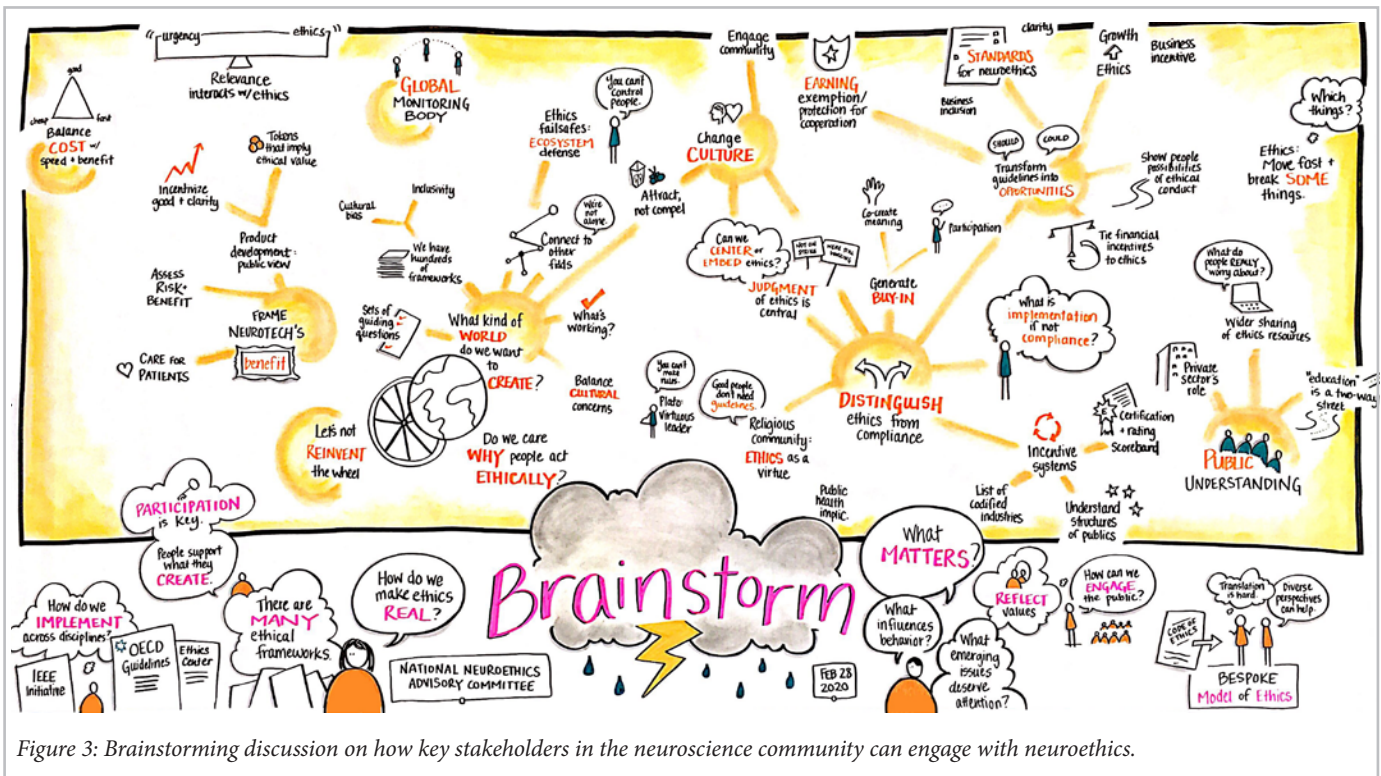 "urgency
ethics"
Relevance
interacts w/ethics
good
cheap
fast
Balance
COST w/
speed + benefit
GLOBAL
MONITORING
BODY
Incentivize
good + clarity
Tokens
that imply
ethical value
Product
development:
public view
ASSESS
RISK+
BENEFIT
CARE FOR
PATIENTS
FRAME
NEUROTECH'S
benefit
Cultural
bias
Inclusivity
We have
hundreds
of
frameworks
Ethics
failsafes:
ECOSYSTEM
defense
You can't
control
people.
We're
not
alone.
Connect to
other
filds
Sets of
guiding
questions
What kind of
WORLD
do we want
to
CREATE?
What's
working?
Balance
CULTURAL
concerns
Let's not
REINVENT
the wheel
Do we care
WHY people act
ETHICALLY?
Engage
community
Change
CULTURE
Attract,
not compel
EARNING
exemption/
protection for
cooperation
clarity
STANDARDS
for neuroethics
Business
inclusion
Growth
Ethics
Business
incentive
SHOULD
COULD
Transform
guidelines into
OPPORTUNITIES
Show people
possibilities
of ethical
conduct
Tie financial
incentives
to ethics
Which
things?
Ethics:
Move fast +
break SOME
things.
Can we
CENTER or
EMBED ethics?
NOT ON
STRIKE
WERE STILL
THINKING
JUDGMENT
of ethics is
central
Co-create
meaning
Participation
Generate
BUY-IN
DISTINGUISH
ethics from
compliance
What is
implementation
if not
compliance?
You can't
make
rules.
Plato:
virtuous
leader
Good people
don't need
guidelines.
Religious
community:
ETHICS as a
virtue
Incentive
systems
E
Certification
+ rating
Scoreboard
List of
codified
industries
Understand
structures
of publics
Public
health
implic.
What do
people REALLY
worry about?
Wider sharing
of ethics resources
Private
sector's
role
"education"
is a two-way
street
PUBLIC
UNDERSTANDING
PARTICIPATION
is key.
People support
what they
CREATE.
How do we
IMPLEMENT
across disciplines?
IEEE
Initiative
OECD
Guidelines
Ethics
Center
There are
MANY
ethical
frameworks.
How do we
make ethics
REAL?
NATIONAL NEUROETHICS
ADVISORY COMMITTEE
Brainstorm
FEB 28
2020
What
MATTERS?
What
influences
behavior?
What
emerging
issues
deserve
attention?
REFLECT
values
How can we
ENGAGE
the public?
Translation
is hard.
Diverse
perspectives
can help.
CODE OF
ETHICS
BESPOKE
Model of Ethics
Figure 3: Brainstorming discussion on how key stakeholders in the neuroscience community can engage with neuroethics.